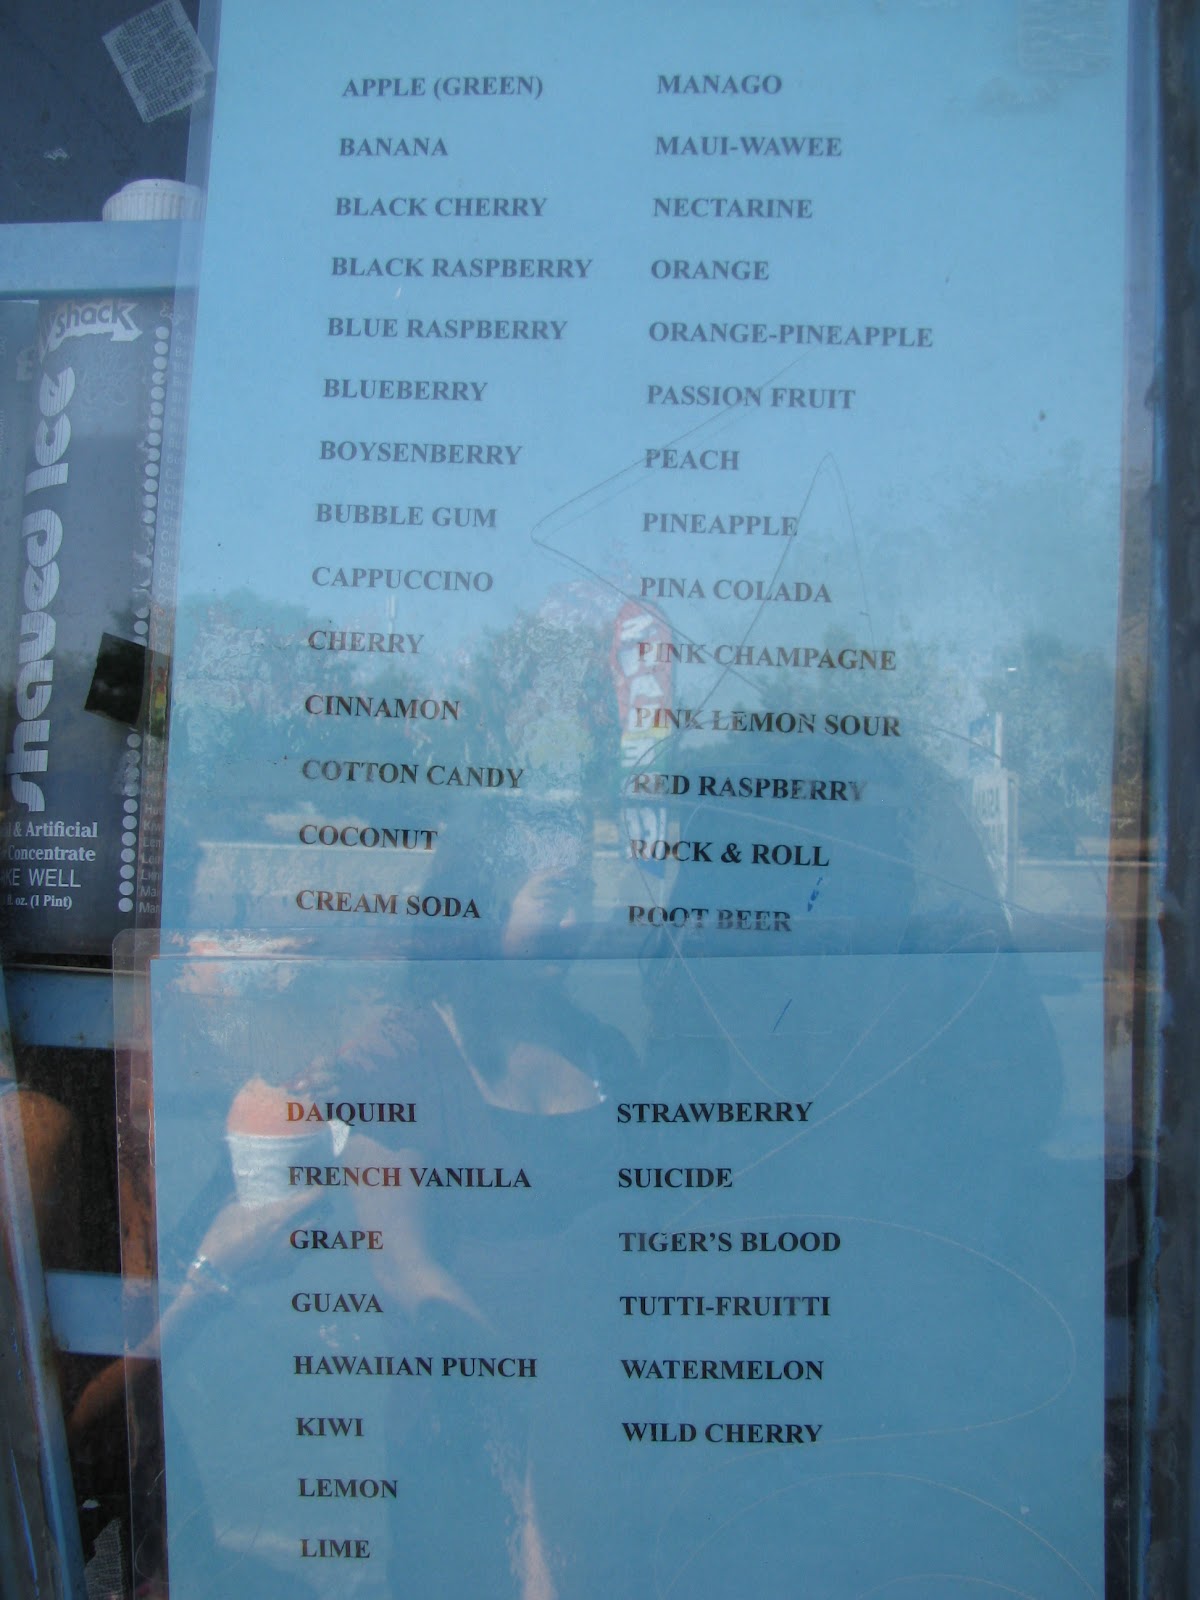 APPLE (GREEN)
BANANA
BLACK CHERRY
BLACK RASPBERRY
BLUE RASPBERRY
BLUEBERRY
BOYSENBERRY
BUBBLE GUM
CAPPUCCINO
CHERRY
CINNAMON
COTTON CANDY
COCONUT
CREAM SODA
MANAGO
MAUI-WAWEE
NECTARINE
ORANGE
ORANGE-PINEAPPLE
PASSION FRUIT
PEACH
PINEAPPLE
PINA COLADA
PINK CHAMPAGNE
PINK LEMON SOUR
RED RASPBERRY
ROCK & ROLL
ROOT BEER
DAIQUIRI
FRENCH VANILLA
GRAPE
GUAVA
HAWAIIAN PUNCH
KIWI
LEMON
LIME
STRAWBERRY
SUICIDE
TIGER'S BLOOD
TUTTI-FRUITTI
WATERMELON
WILD CHERRY
shack
Shaved Ice
& Artificial
Concentrate
WELL
oz. (1 Pint)